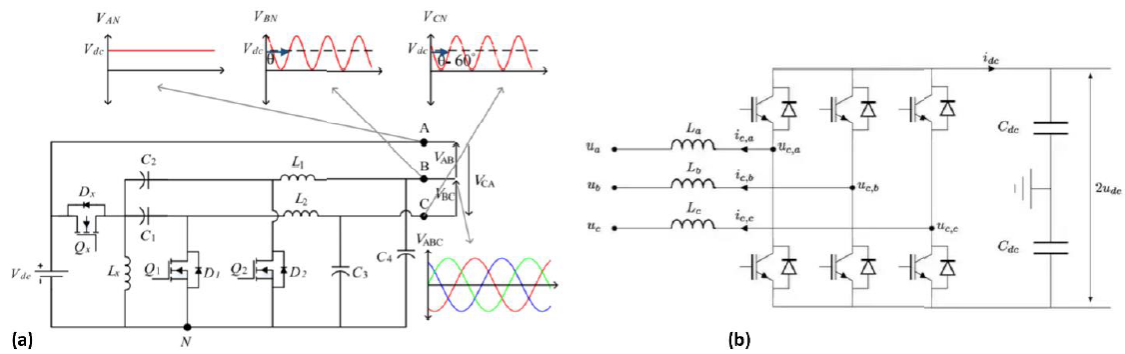 V_AN
V_dc
V_BN
V_dc
θ
V_CN
V_dc
θ- 60°
A
V_AB
B
V_BC
V_CA
C
V_ABC
C_2
L_1
L_2
D_x
Q_x
C_1
V_dc
+
-
L_x
Q_1
D_1
Q_2
D_2
C_3
C_4
N
(a)
i_dc
L_a
u_a
i_c,a
u_c,a
L_b
u_b
i_c,b
u_c,b
L_c
u_c
i_c,c
u_c,c
C_dc
C_dc
2u_dc
(b)